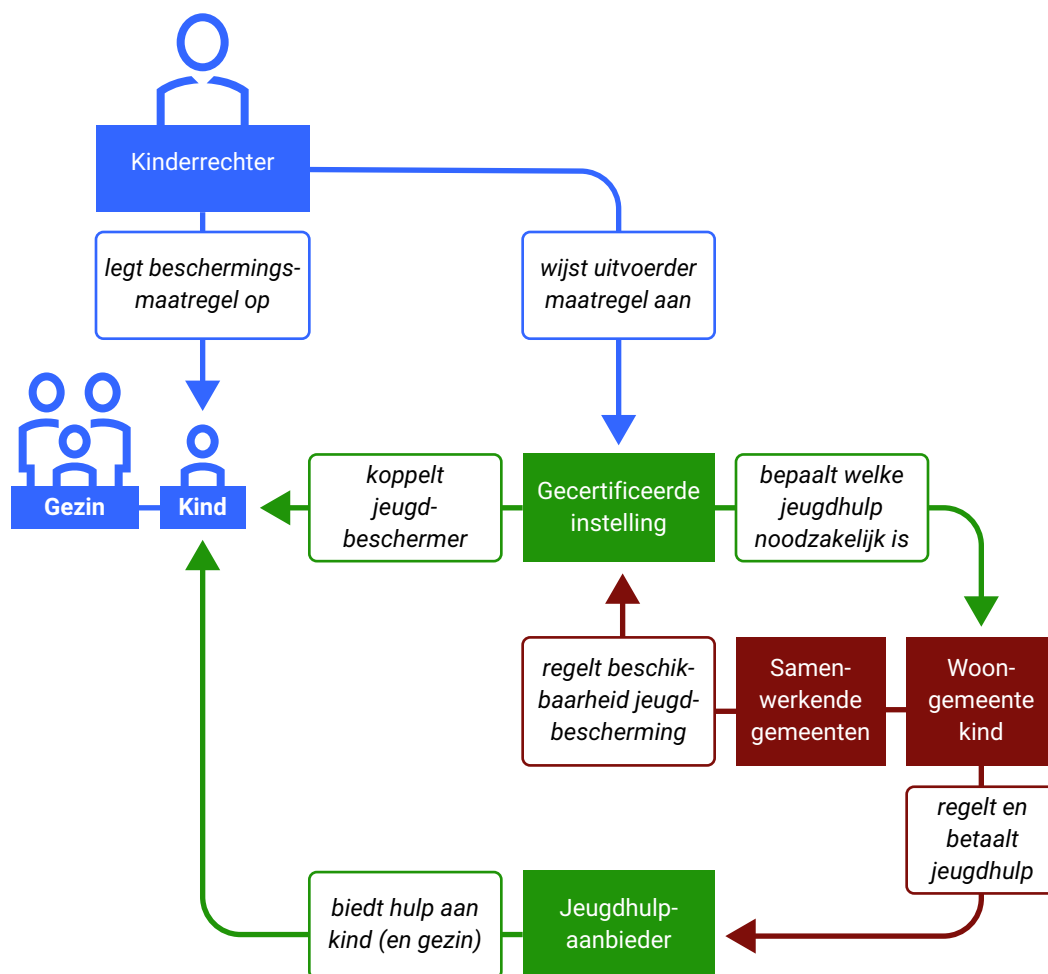 Kinderrechter
legt beschermings-
maatregel op
wijst uitvoerder
maatregel aan
Gezin
Kind
koppelt
jeugd-
beschermer
Gecertificeerde
instelling
bepaalt welke
jeugdhulp
noodzakelijk is
regelt beschik-
baarheid jeugd-
bescherming
Samen-
werkende
gemeenten
Woon-
gemeente
kind
regelt en
betaalt
jeugdhulp
biedt hulp aan
kind (en gezin)
Jeugdhulp-
aanbieder